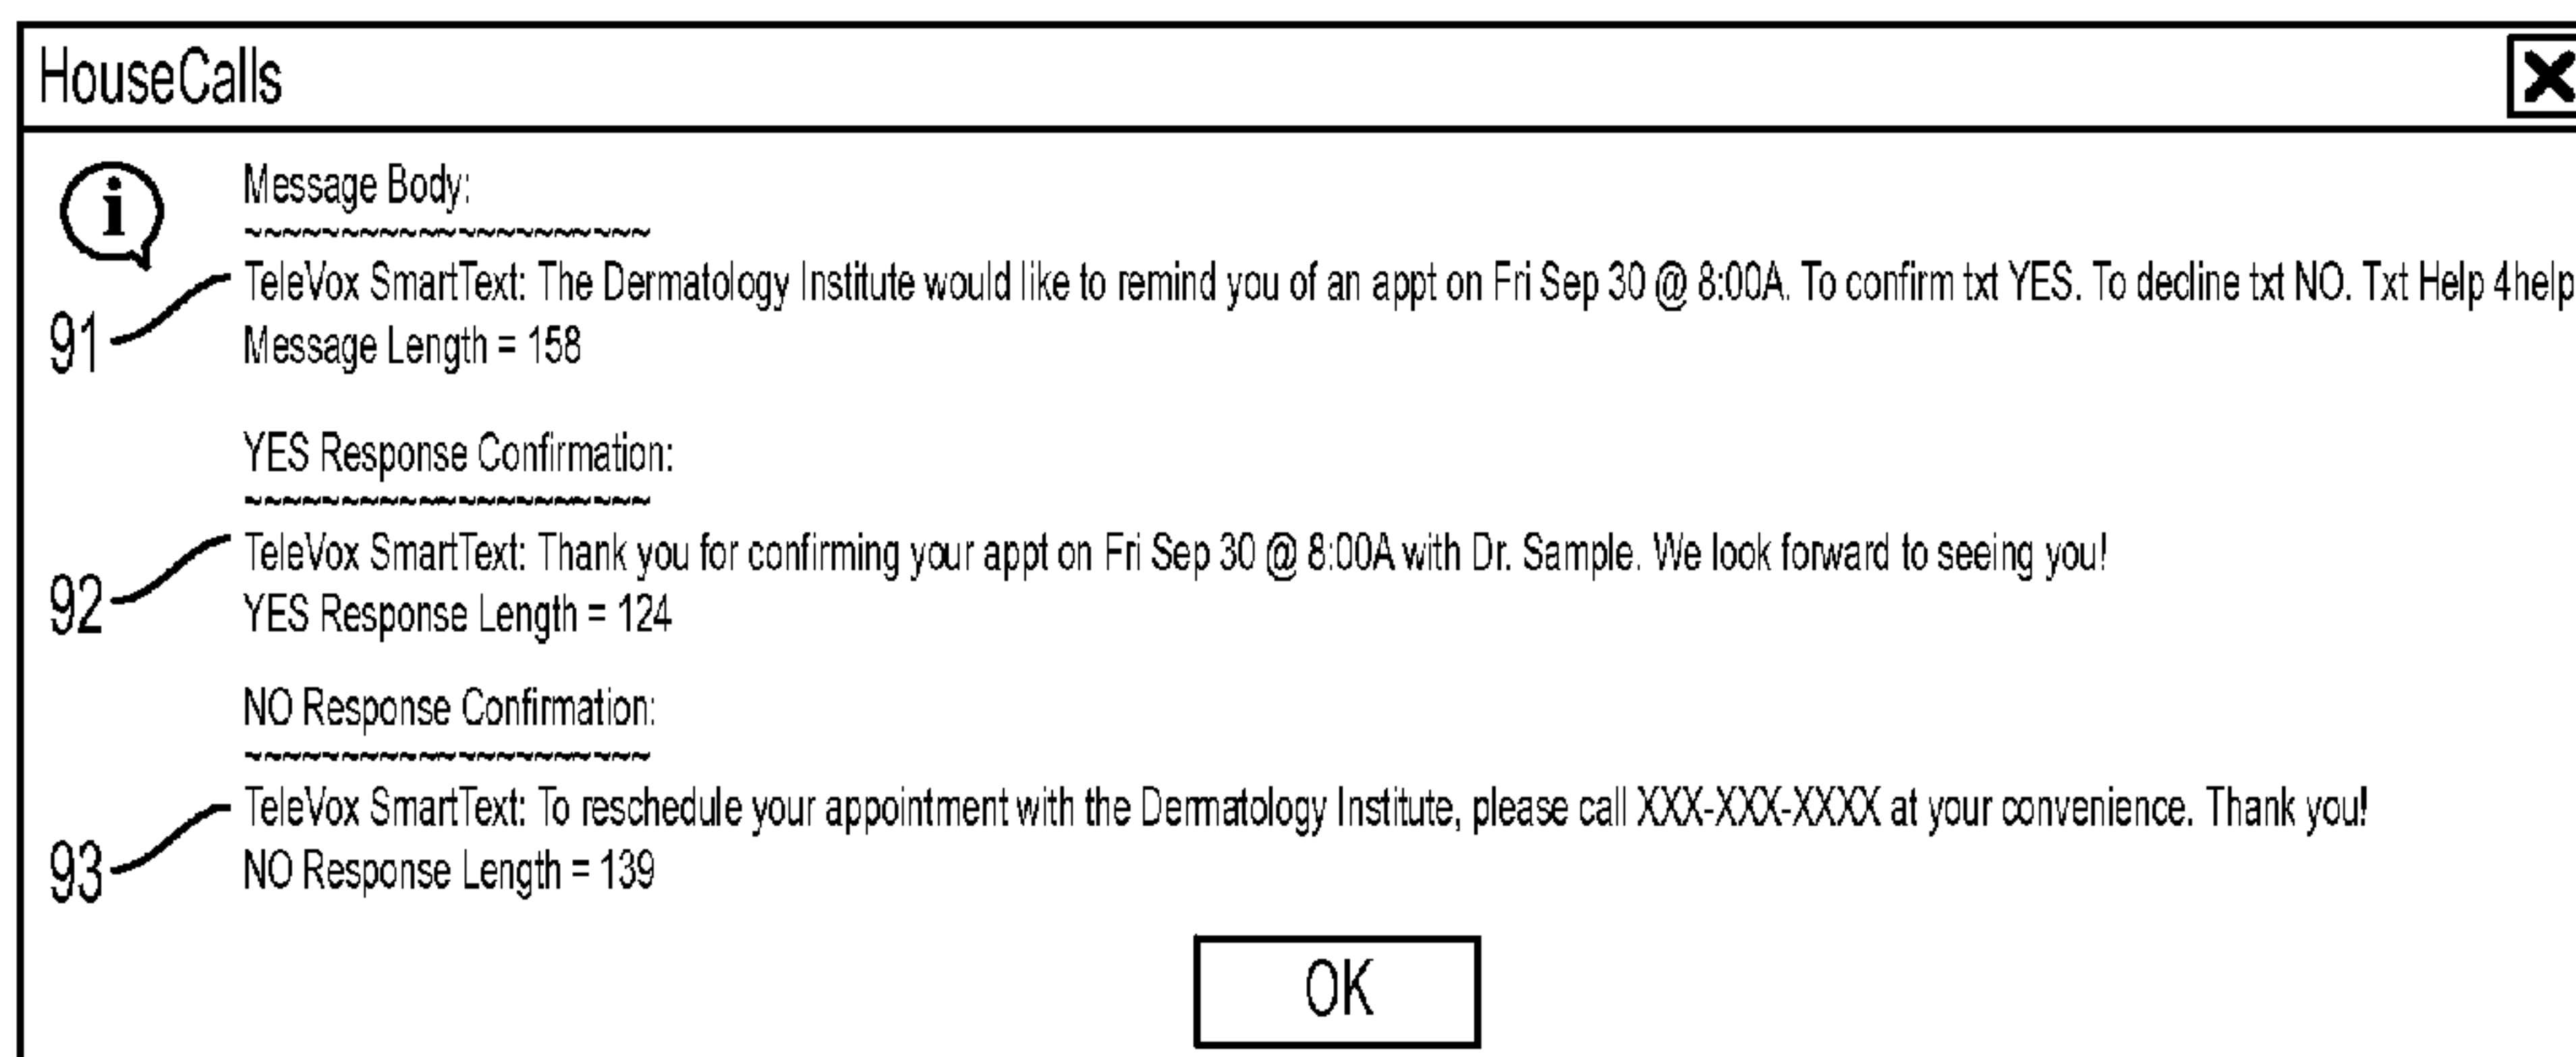 HouseCalls
Message Body:
~~~~~~~~~~~~~~~~~~~~~
TeleVox SmartText: The Dermatology Institute would like to remind you of an appt on Fri Sep 30 @ 8:00A. To confirm txt YES. To decline txt NO. Txt Help 4help
91
Message Length = 158
YES Response Confirmation:
~~~~~~~~~~~~~~~~~~~~~
TeleVox SmartText: Thank you for confirming your appt on Fri Sep 30 @ 8:00A with Dr. Sample. We look forward to seeing you!
92
YES Response Length = 124
NO Response Confirmation:
~~~~~~~~~~~~~~~~~~~~~
TeleVox SmartText: To reschedule your appointment with the Dermatology Institute, please call XXX-XXX-XXXX at your convenience. Thank you!
93
NO Response Length = 139
OK